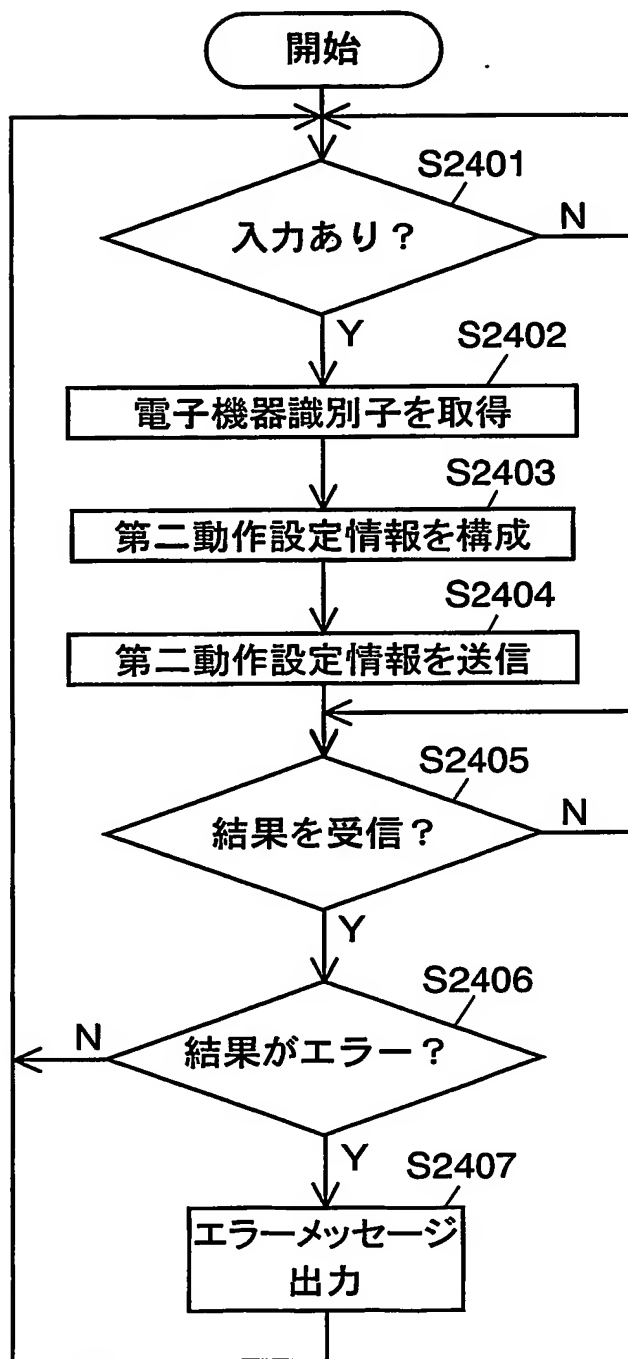 開始
S2401
入力あり?
N
Y
S2402
電子機器識別子を取得
S2403
第二動作設定情報を構成
S2404
第二動作設定情報を送信
S2405
結果を受信?
N
Y
S2406
結果がエラー?
N
Y
S2407
エラーメッセージ
出力